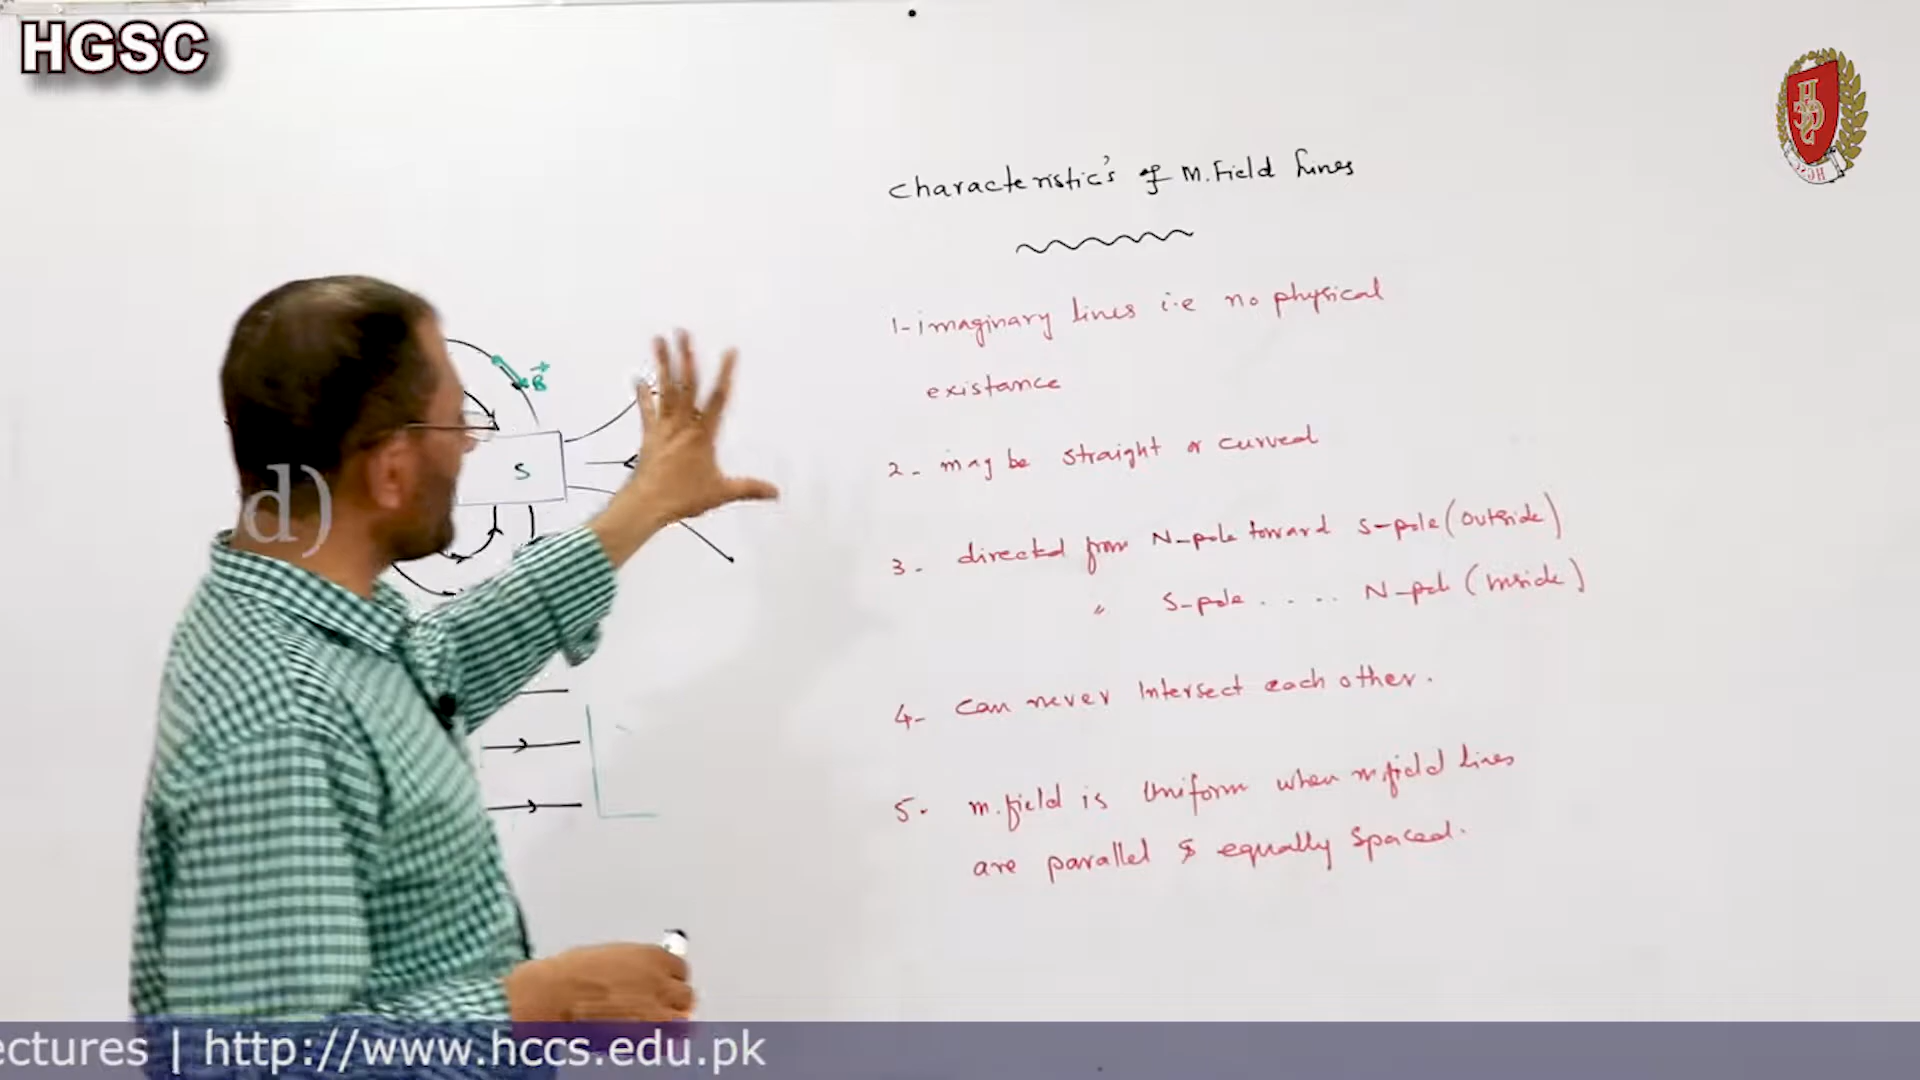 HGSC
characteristic's of M.Field lines
1- imaginary lines i.e no physical
existance
2- may be straight or curved
3. directed from N-pole toward S-pole (outside)
" S-pole . . . . . N-pole (inside)
4- can never intersect each other.
5. m.field is Uniform when m.field lines
are parallel & equally spaced.
B
S
d)
ectures | http://www.hccs.edu.pk